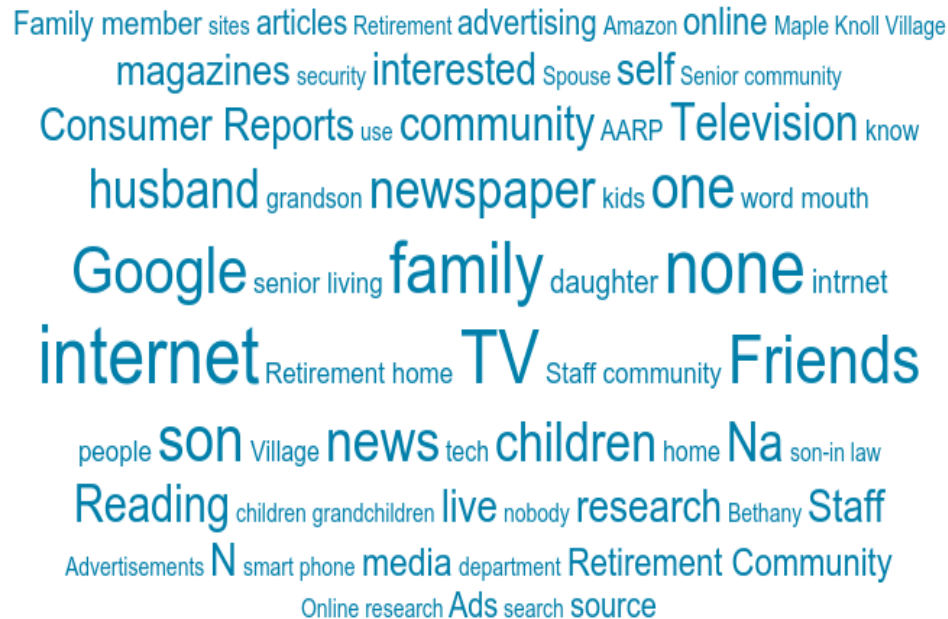 Family member sites articles Retirement advertising Amazon online Maple Knoll Village
magazines security interested Spouse self Senior community
Consumer Reports use community AARP Television know
husband grandson newspaper kids one word mouth
Google senior living family daughter none intrnet
internet Retirement home TV Staff community Friends
people son Village news tech children home Na son-in law
Reading children grandchildren live nobody research Bethany Staff
Advertisements N smart phone media department Retirement Community
Online research Ads search source